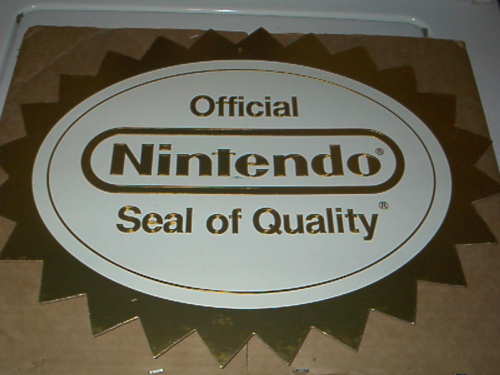 Official
Nintendo®
Seal of Quality®